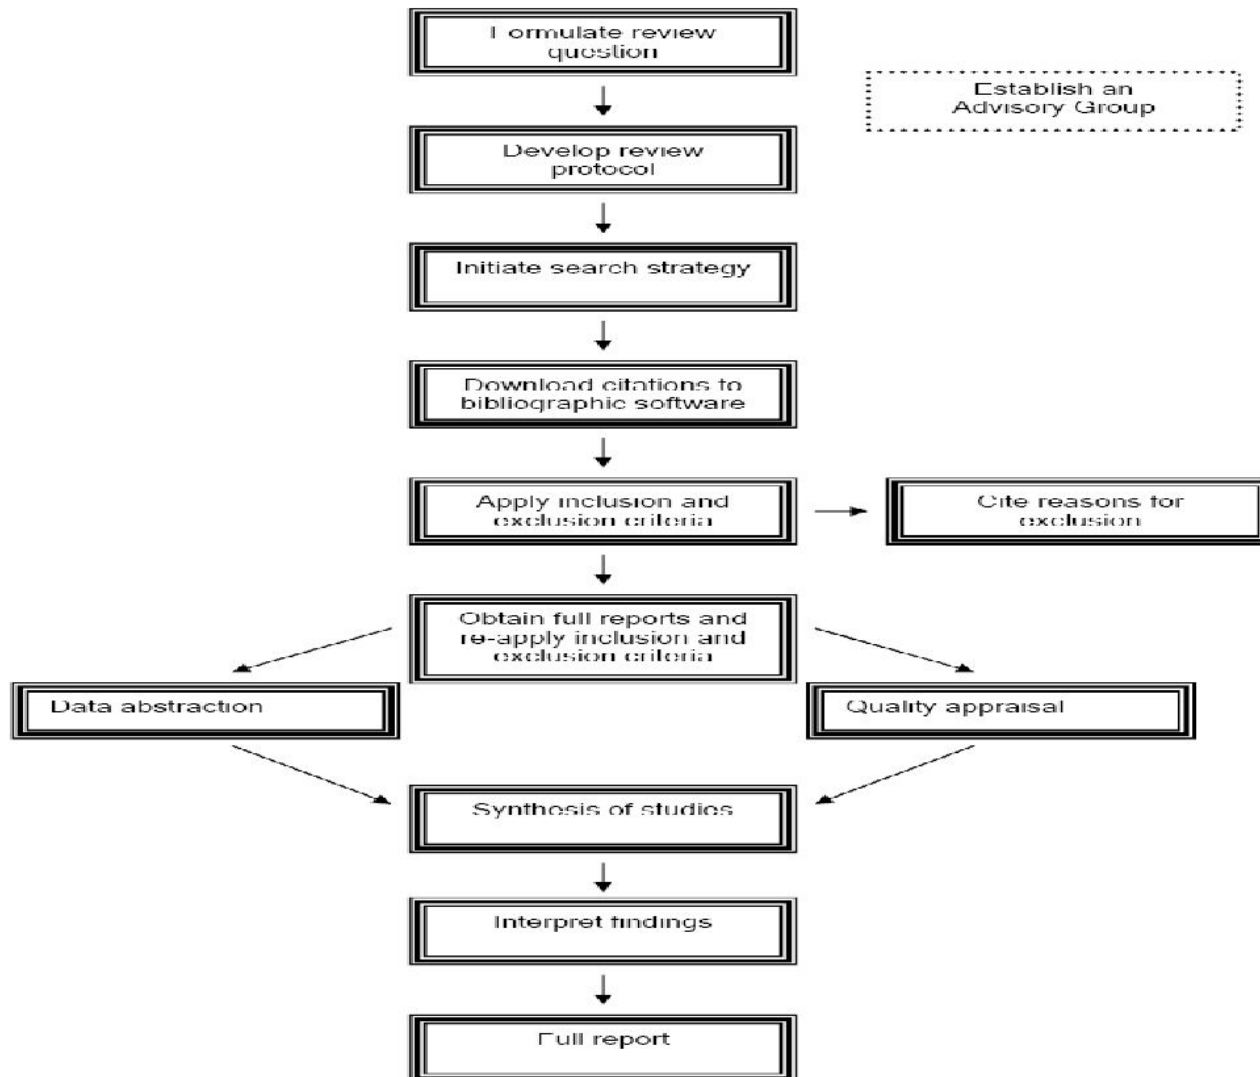 Formulate review
question
Establish an
Advisory Group
Develop review
protocol
Initiate search strategy
Download citations to
bibliographic software
Apply inclusion and
exclusion criteria
Cite reasons for
exclusion
Obtain full reports and
re-apply inclusion and
exclusion criteria
Data abstraction
Quality appraisal
Synthesis of studies
Interpret findings
Full report